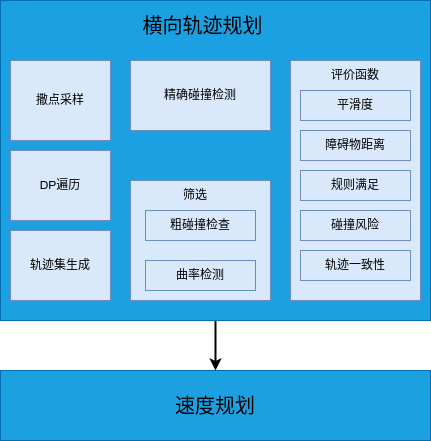 横向轨迹规划
撒点采样
DP遍历
轨迹集生成
精确碰撞检测
筛选
粗碰撞检查
曲率检测
评价函数
平滑度
障碍物距离
规则满足
碰撞风险
轨迹一致性
速度规划